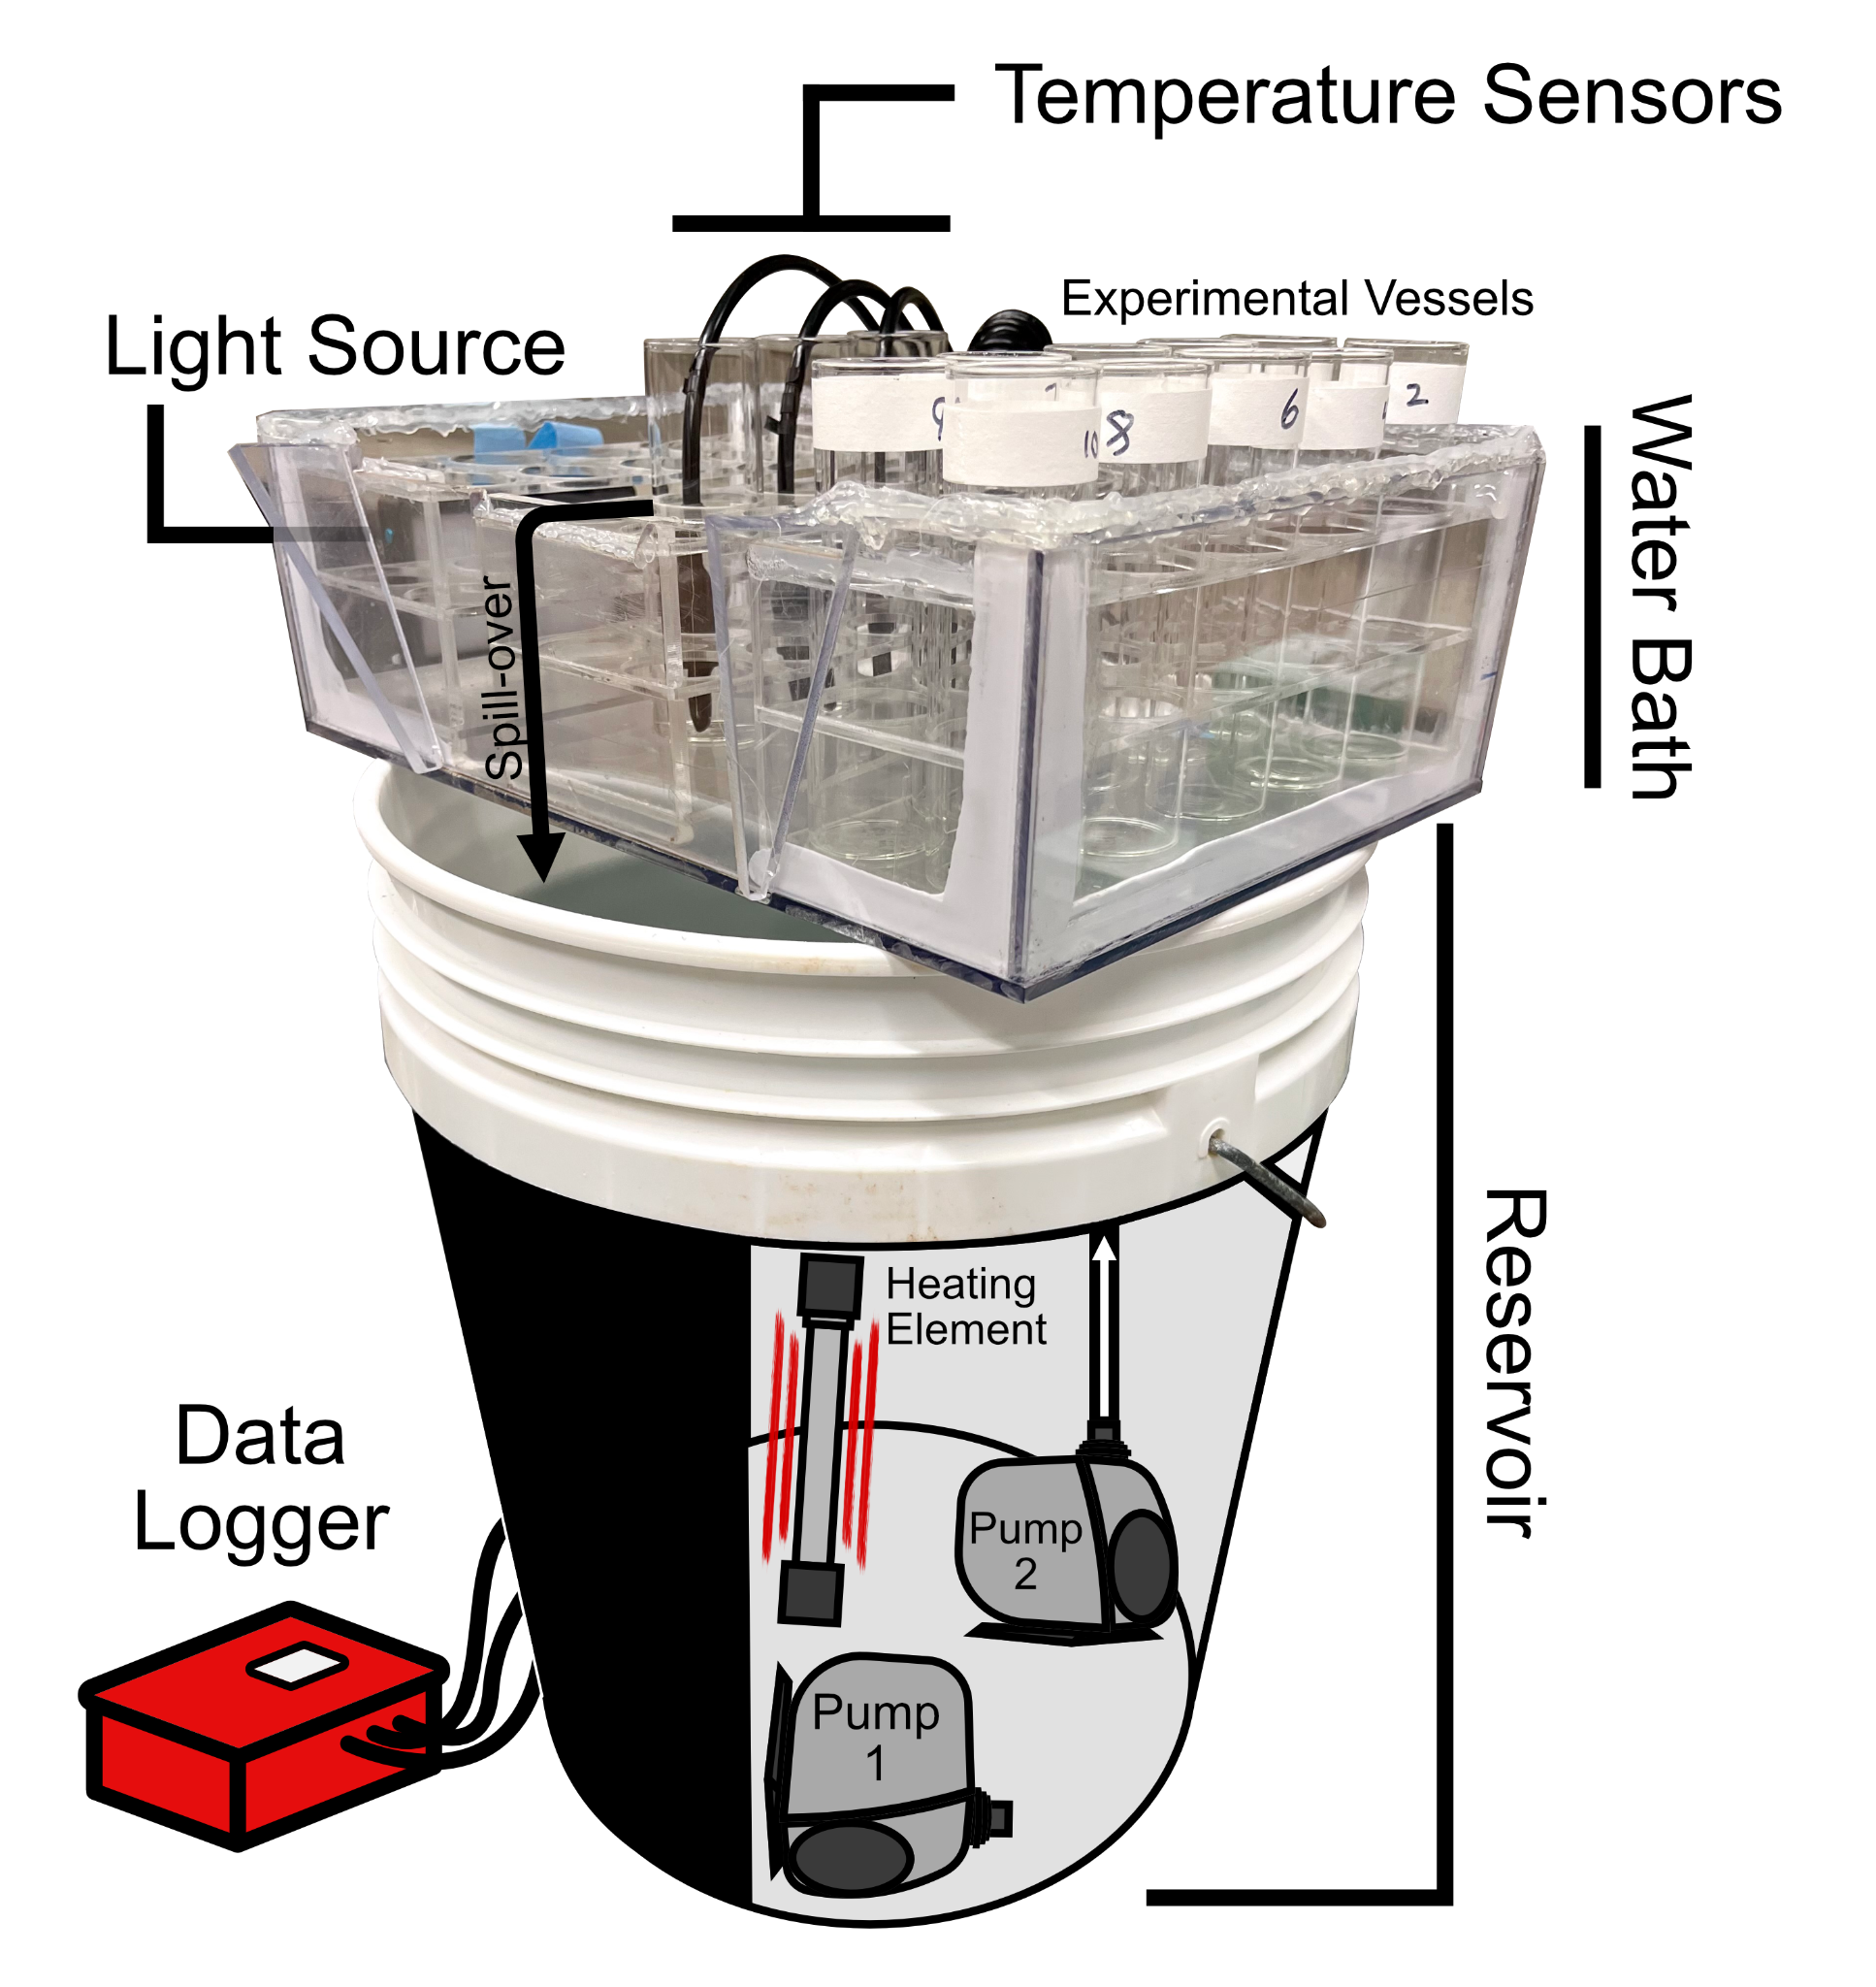 Temperature Sensors
Experimental Vessels
Light Source
9
7
10
8
6
2
Water Bath
Spill-over
Heating
Element
Reservoir
Data
Logger
Pump
2
Pump
1